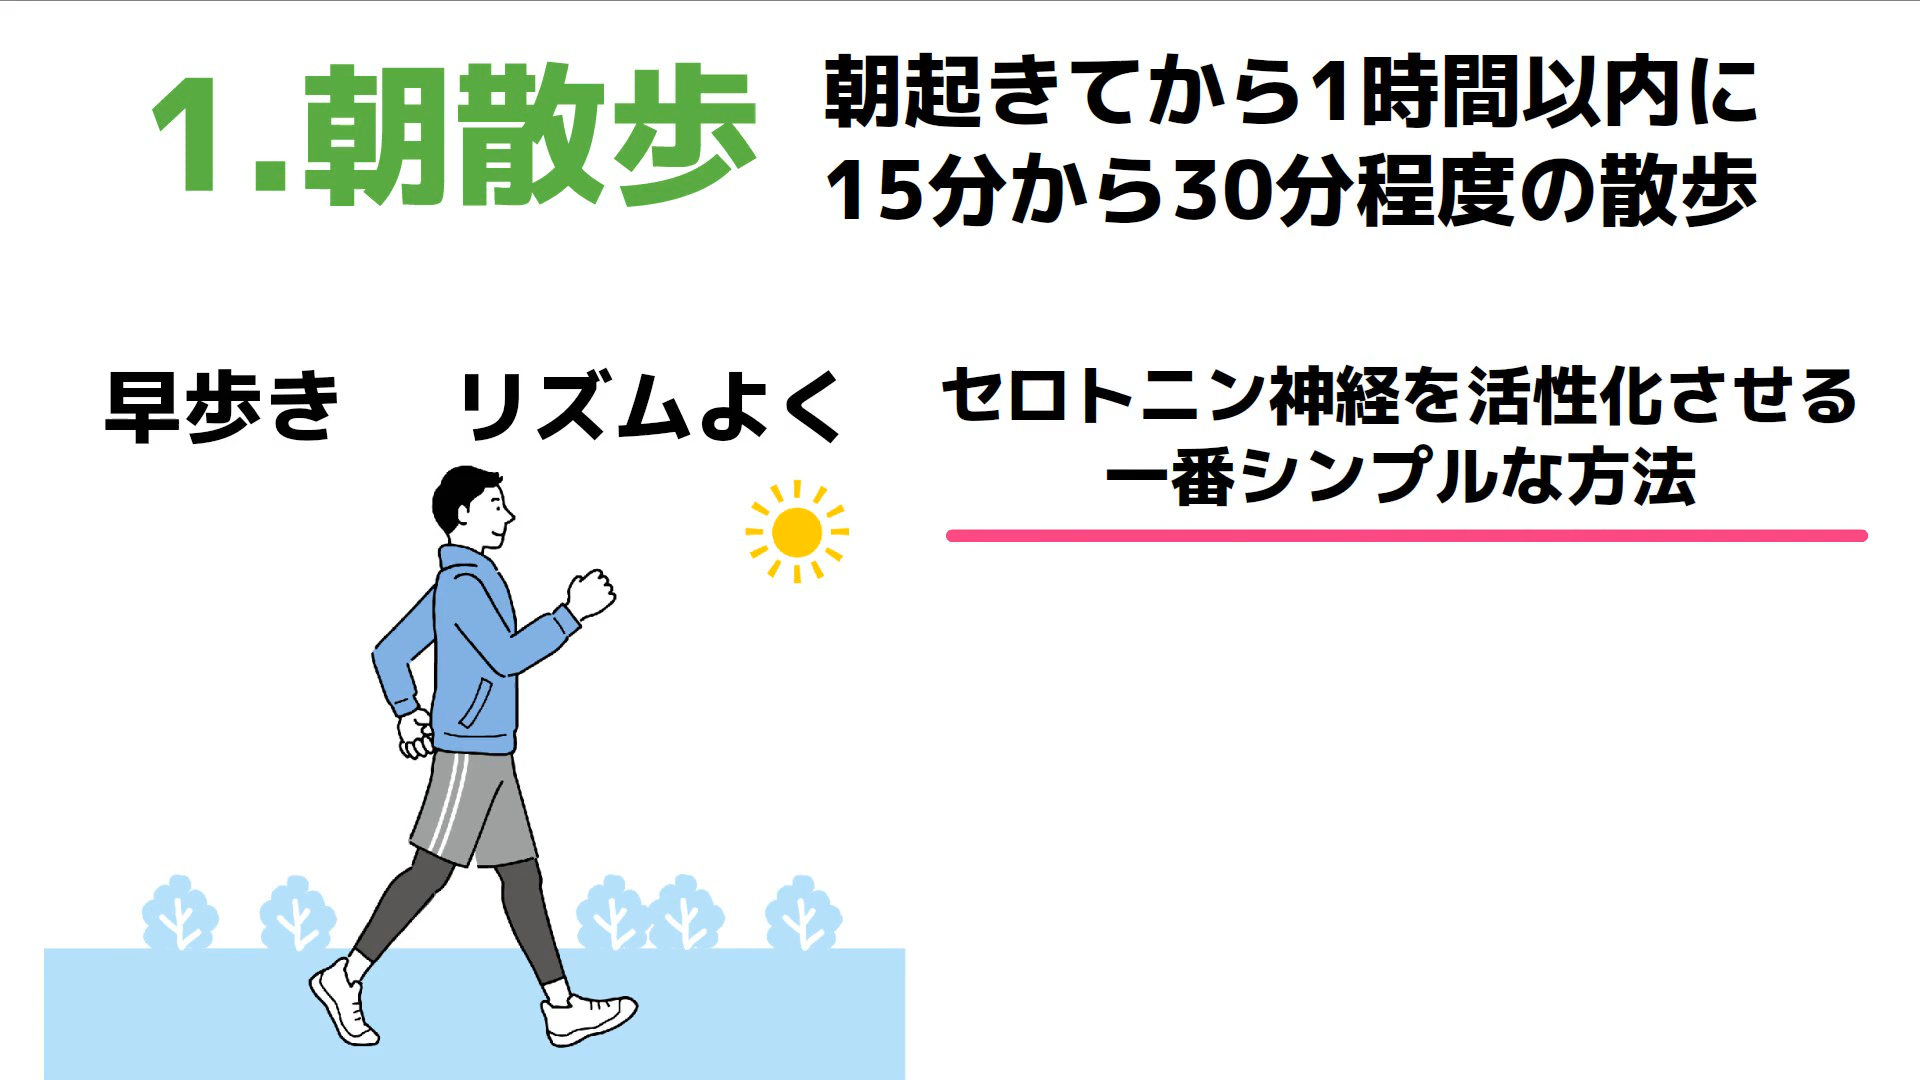 1.朝散歩
朝起きてから1時間以内に
15分から30分程度の散歩
早歩き リズムよく
セロトニン神経を活性化させる
一番シンプルな方法